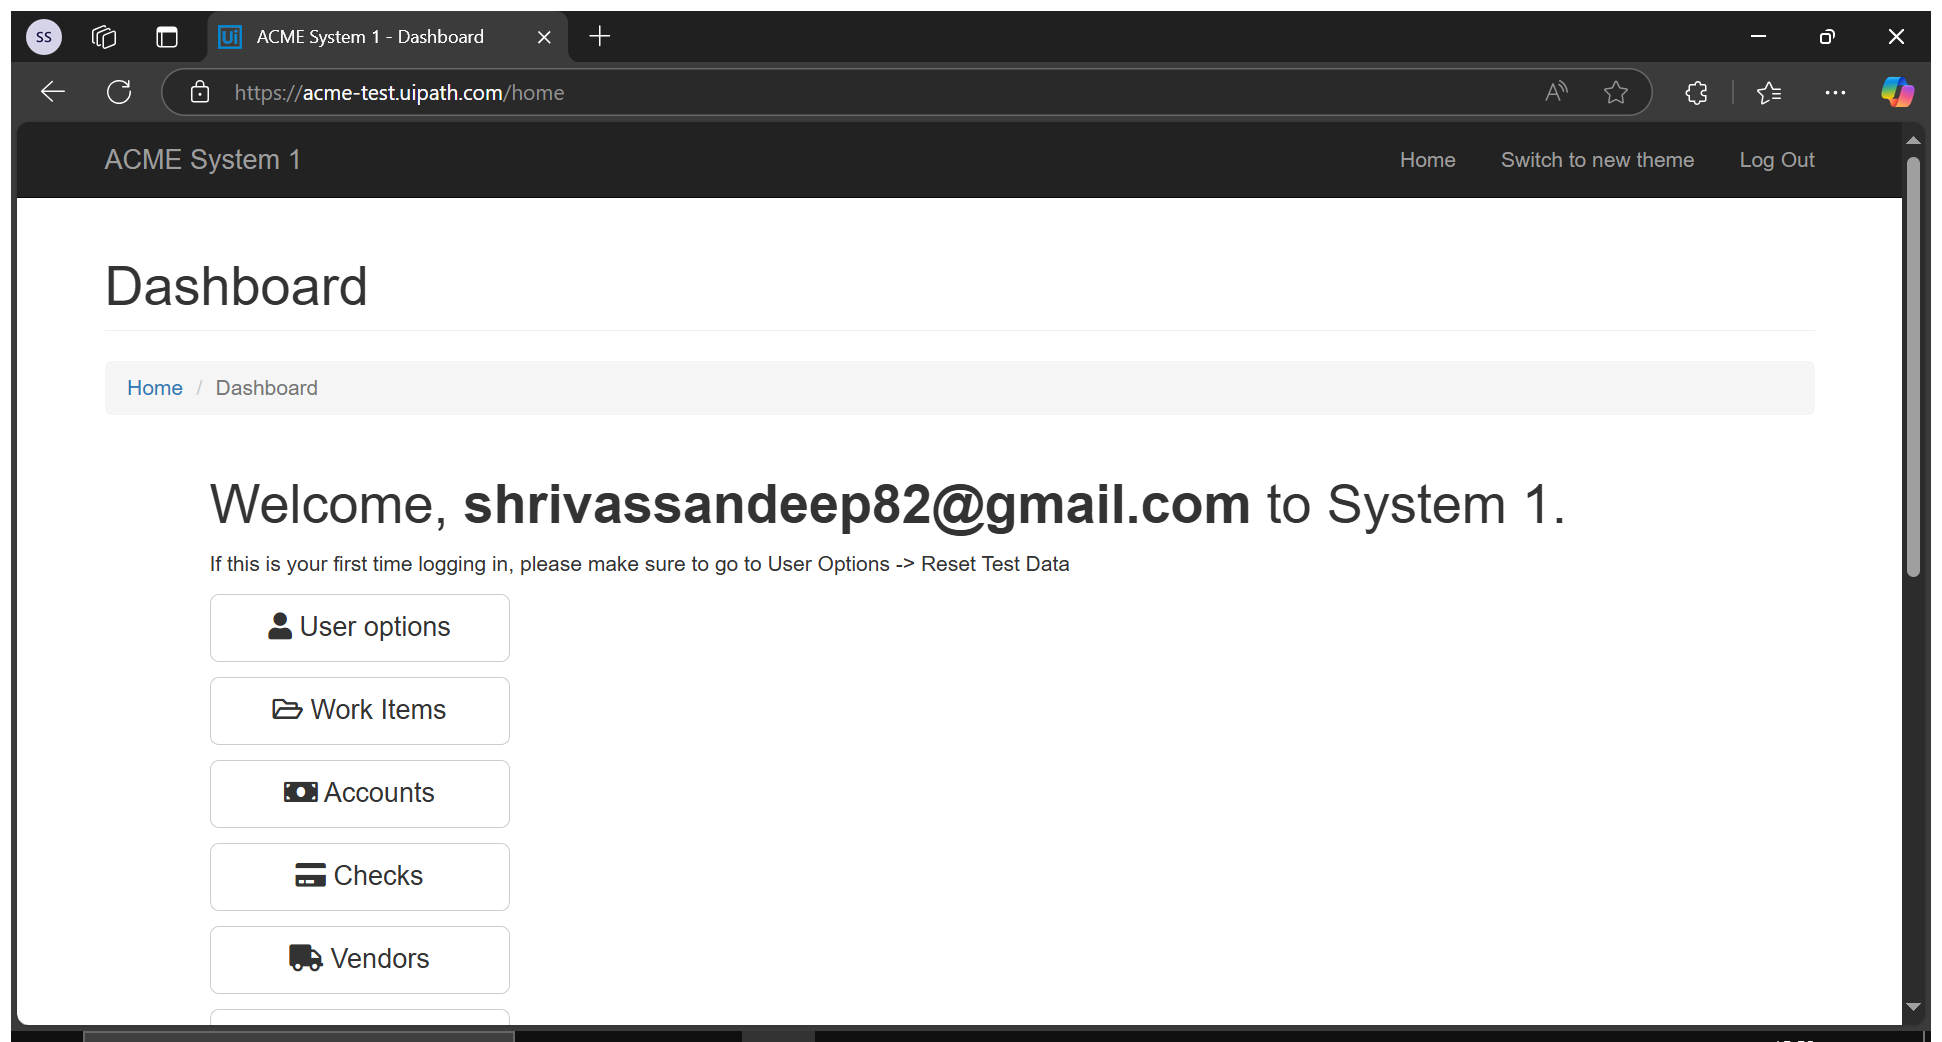 SS
Ui
ACME System 1 - Dashboard
https://acme-test.uipath.com/home
ACME System 1
Home
Switch to new theme
Log Out
Dashboard
Home / Dashboard
Welcome, shrivassandeep82@gmail.com to System 1.
If this is your first time logging in, please make sure to go to User Options -> Reset Test Data
User options
Work Items
Accounts
Checks
Vendors